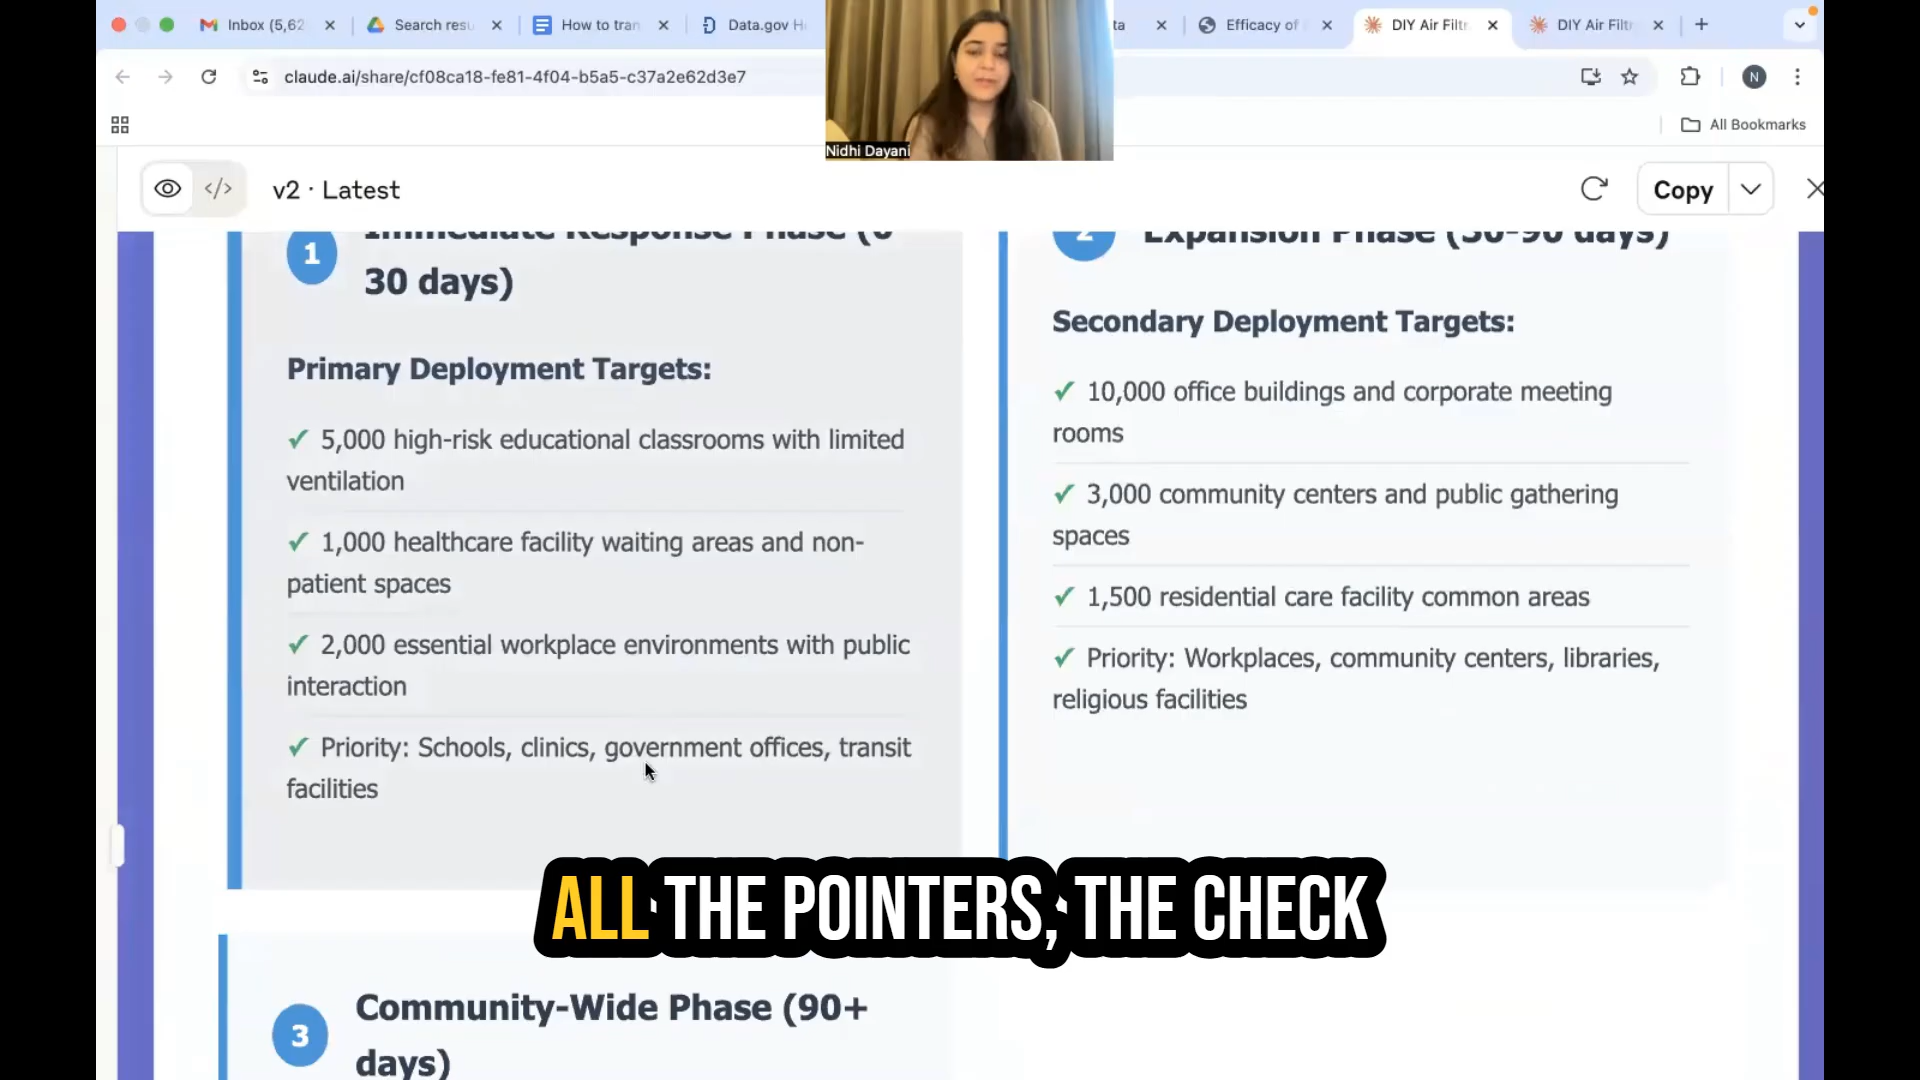 Inbox (5,62
Search resu
How to tran
Data.gov H
ta
Efficacy of
DIY Air Filtr
DIY Air Filt
claude.ai/share/cf08ca18-fe81-4f04-b5a5-c37a2e62d3e7
N
All Bookmarks
Nidhi Dayani
v2 · Latest
Copy
1
Immediate Response Phase (0
30 days)
Primary Deployment Targets:
✓ 5,000 high-risk educational classrooms with limited
ventilation
✓ 1,000 healthcare facility waiting areas and non-
patient spaces
✓ 2,000 essential workplace environments with public
interaction
✓ Priority: Schools, clinics, government offices, transit
facilities
2
Expansion Phase (30-90 days)
Secondary Deployment Targets:
✓ 10,000 office buildings and corporate meeting
rooms
✓ 3,000 community centers and public gathering
spaces
✓ 1,500 residential care facility common areas
✓ Priority: Workplaces, community centers, libraries,
religious facilities
ALL THE POINTERS, THE CHECK
3
Community-Wide Phase (90+
days)